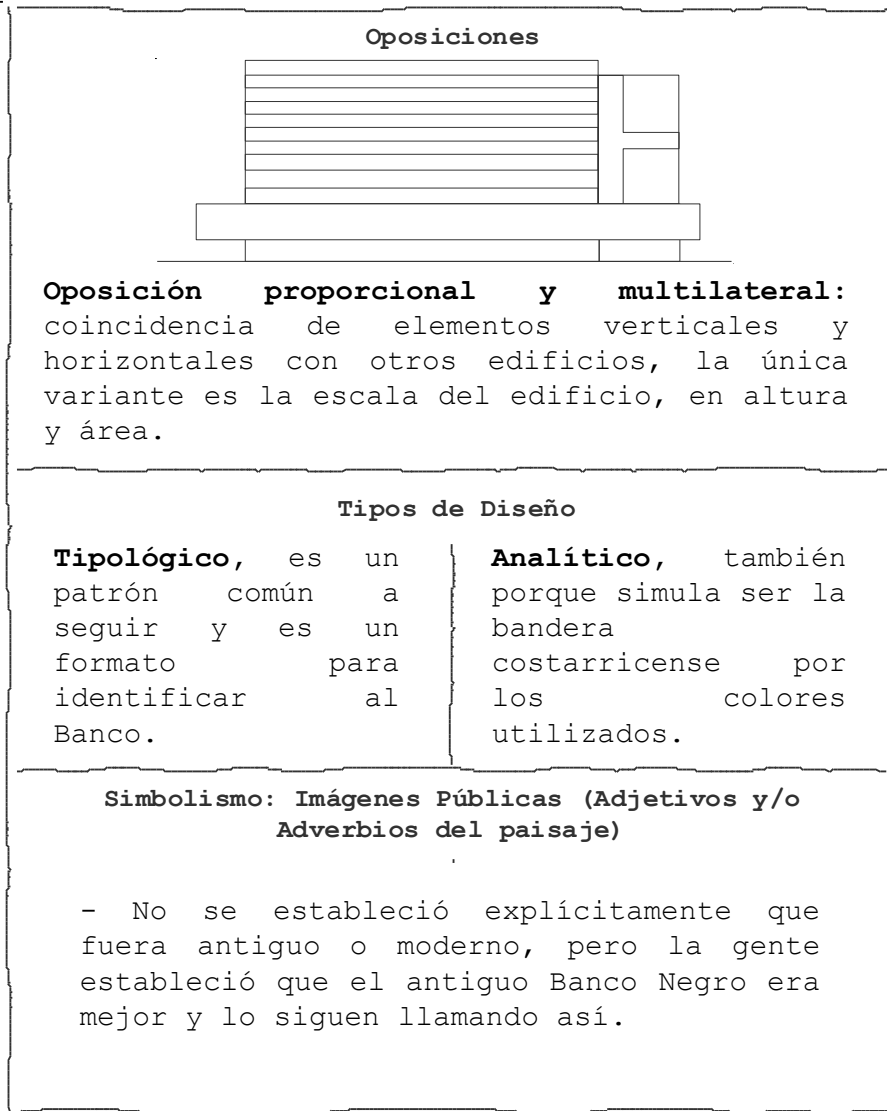 Oposiciones
Oposición proporcional y multilateral:
coincidencia de elementos verticales y
horizontales con otros edificios, la única
variante es la escala del edificio, en altura
y área.
Tipos de Diseño
Tipológico, es un
patrón común a
seguir y es un
formato para
identificar al
Banco.
Analítico, también
porque simula ser la
bandera
costarricense por
los colores
utilizados.
Simbolismo: Imágenes Públicas (Adjetivos y/o
Adverbios del paisaje)
- No se estableció explícitamente que
fuera antiguo o moderno, pero la gente
estableció que el antiguo Banco Negro era
mejor y lo siguen llamando así.